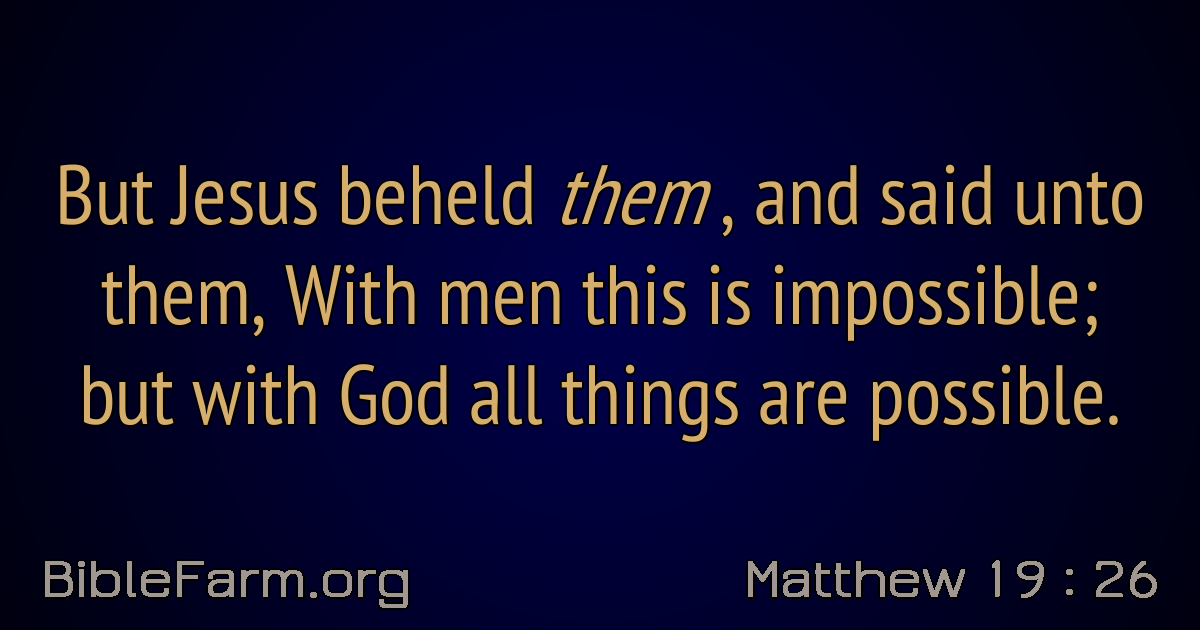 But Jesus beheld them , and said unto
them, With men this is impossible;
but with God all things are possible.
BibleFarm.org
Matthew 19 : 26